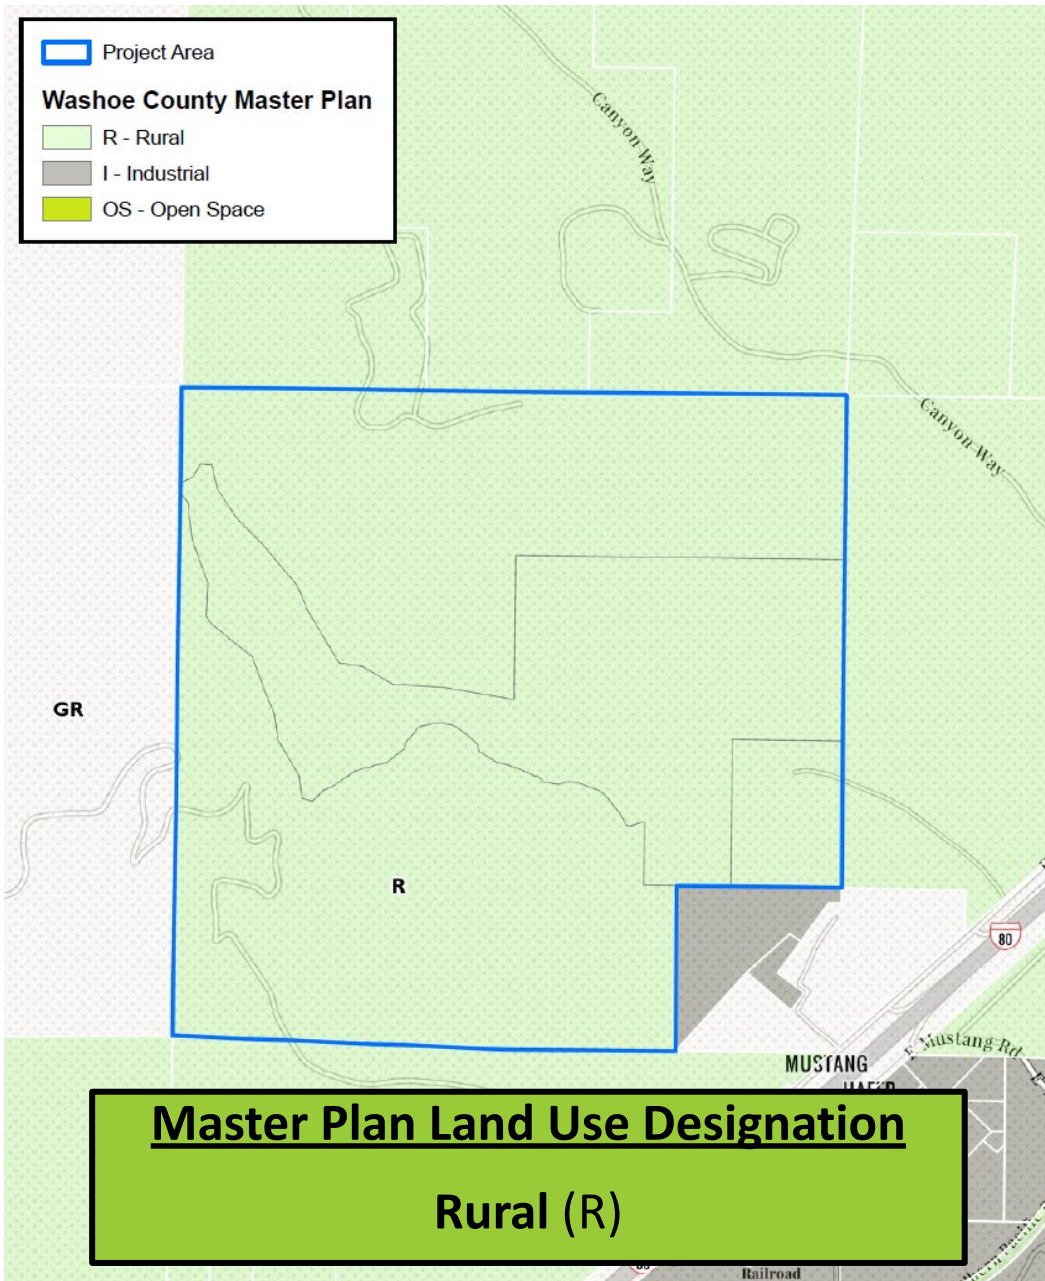 Project Area
Washoe County Master Plan
R - Rural
I - Industrial
OS - Open Space
Canyon Way
Canyon Way
GR
R
80
E Mustang Rd
MUSTANG
Master Plan Land Use Designation
Rural (R)
80
Railroad